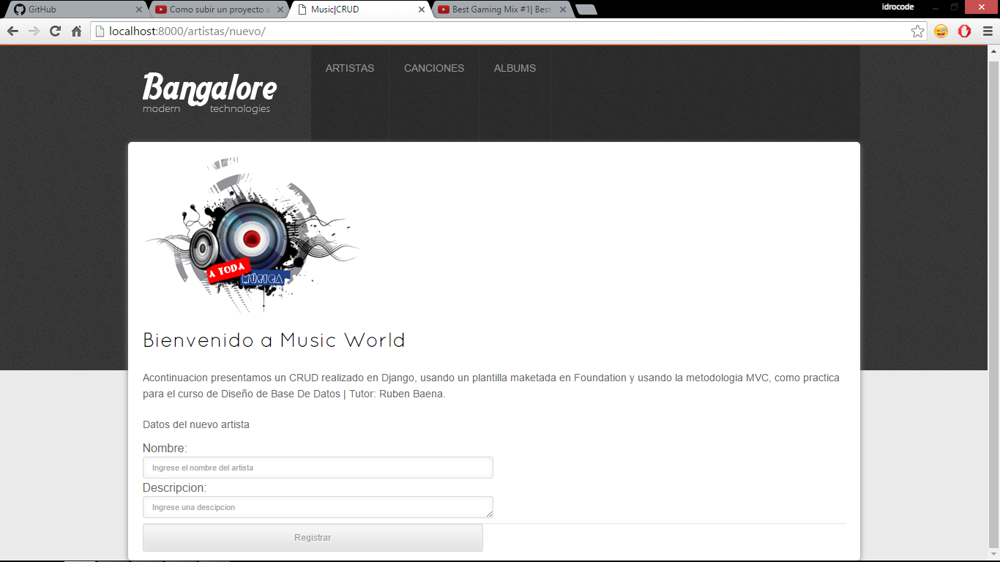 GitHub
Como subir un proyecto a
Music|CRUD
Best Gaming Mix #1| Best
idrocode
localhost:8000/artistas/nuevo/
ARTISTAS
CANCIONES
ALBUMS
Bangalore
modern technologies
A TODA
MÚSICA
Bienvenido a Music World
Acontinuacion presentamos un CRUD realizado en Django, usando un plantilla maketada en Foundation y usando la metodologia MVC, como practica
para el curso de Diseño de Base De Datos | Tutor: Ruben Baena.
Datos del nuevo artista
Nombre:
Ingrese el nombre del artista
Descripcion:
Ingrese una descipcion
Registrar